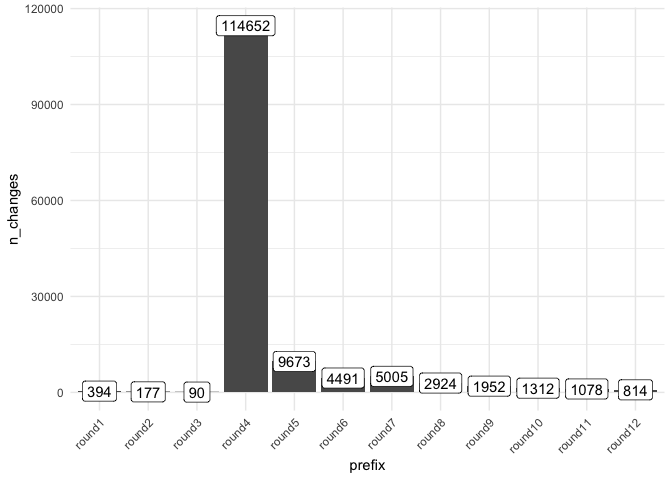 120000
90000
60000
30000
0
n_changes
394
177
90
114652
9673
4491
5005
2924
1952
1312
1078
814
round1
round2
round3
round4
round5
round6
round7
round8
round9
round10
round11
round12
prefix